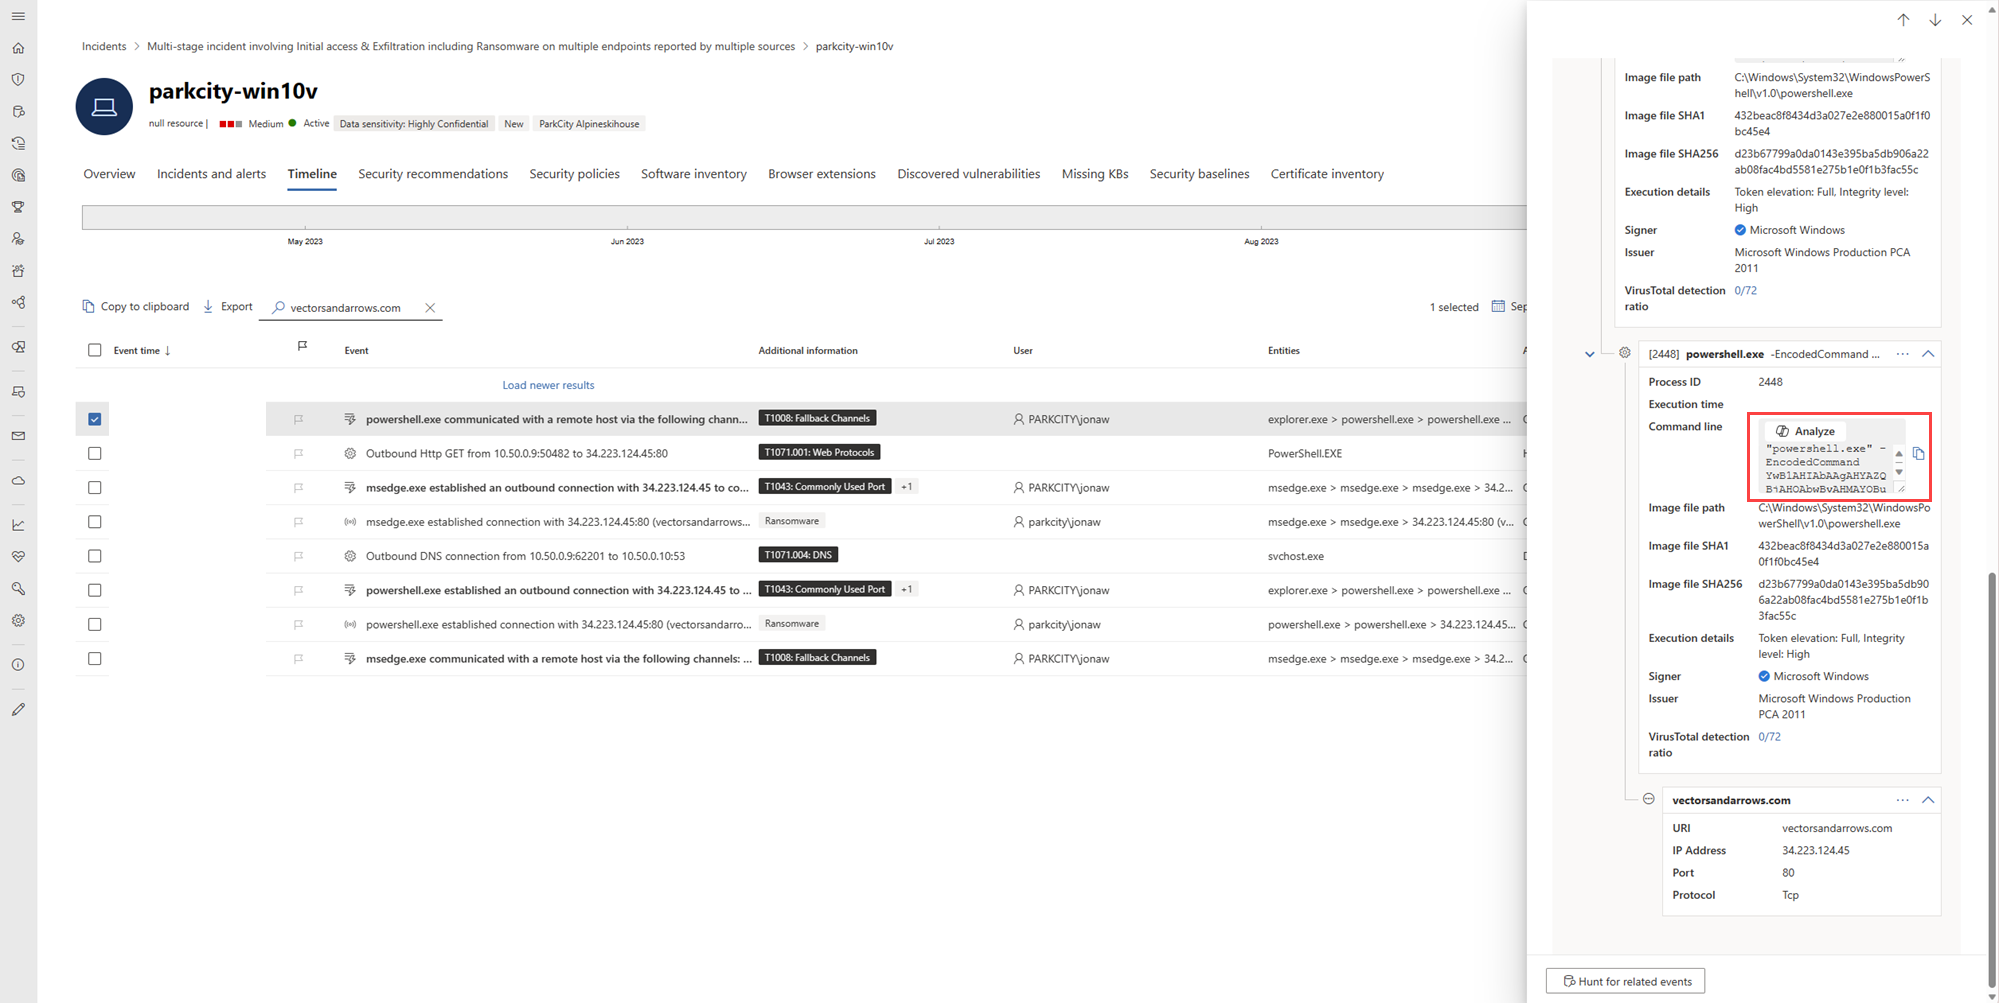 Incidents > Multi-stage incident involving Initial access & Exfiltration including Ransomware on multiple endpoints reported by multiple sources > parkcity-win10v
parkcity-win10v
null resource | Medium Active Data sensitivity: Highly Confidential New ParkCity Alpineskihouse
Overview Incidents and alerts Timeline Security recommendations Security policies Software inventory Browser extensions Discovered vulnerabilities Missing KBs Security baselines Certificate inventory
May 2023 Jun 2023 Jul 2023 Aug 2023
Copy to clipboard Export vectorsandarrows.com 1 selected Sep
Event time ↓ Event Additional information User Entities
Load newer results
powershell.exe communicated with a remote host via the following chann... T1008: Fallback Channels PARKCITY\jonaw explorer.exe > powershell.exe > powershell.exe ...
Outbound Http GET from 10.50.0.9:50482 to 34.223.124.45:80 T1071.001: Web Protocols PowerShell.EXE
msedge.exe established an outbound connection with 34.223.124.45 to co... T1043: Commonly Used Port +1 PARKCITY\jonaw msedge.exe > msedge.exe > msedge.exe > 34.2...
msedge.exe established connection with 34.223.124.45:80 (vectorsandarrows... Ransomware parkcity\jonaw msedge.exe > msedge.exe > 34.223.124.45:80 (v...
Outbound DNS connection from 10.50.0.9:62201 to 10.50.0.10:53 T1071.004: DNS svchost.exe
powershell.exe established an outbound connection with 34.223.124.45 to ... T1043: Commonly Used Port +1 PARKCITY\jonaw explorer.exe > powershell.exe > powershell.exe ...
powershell.exe established connection with 34.223.124.45:80 (vectorsandarro... Ransomware parkcity\jonaw powershell.exe > powershell.exe > 34.223.124.45...
msedge.exe communicated with a remote host via the following channels: ... T1008: Fallback Channels PARKCITY\jonaw msedge.exe > msedge.exe > msedge.exe > 34.2...
Image file path C:\Windows\System32\WindowsPowerS
hell\v1.0\powershell.exe
Image file SHA1 432beac8f8434d3a027e2e880015a0f1f0
bc45e4
Image file SHA256 d23b67799a0da0143e395ba5db906a22
ab08fac4bd5581e275b1e0f1b3fac55c
Execution details Token elevation: Full, Integrity level:
High
Signer Microsoft Windows
Issuer Microsoft Windows Production PCA
2011
VirusTotal detection 0/72
ratio
[2448] powershell.exe -EncodedCommand ... ...
Process ID 2448
Execution time
Command line Analyze
"powershell.exe" -
EncodedCommand
YwB1AHIAbAAgAHYAZQ
BjAHQAbwByAHMAYQBu
Image file path C:\Windows\System32\WindowsPo
werShell\v1.0\powershell.exe
Image file SHA1 432beac8f8434d3a027e2e880015a
0f1f0bc45e4
Image file SHA256 d23b67799a0da0143e395ba5db90
6a22ab08fac4bd5581e275b1e0f1b
3fac55c
Execution details Token elevation: Full, Integrity
level: High
Signer Microsoft Windows
Issuer Microsoft Windows Production
PCA 2011
VirusTotal detection 0/72
ratio
vectorsandarrows.com ...
URI vectorsandarrows.com
IP Address 34.223.124.45
Port 80
Protocol Tcp
Hunt for related events